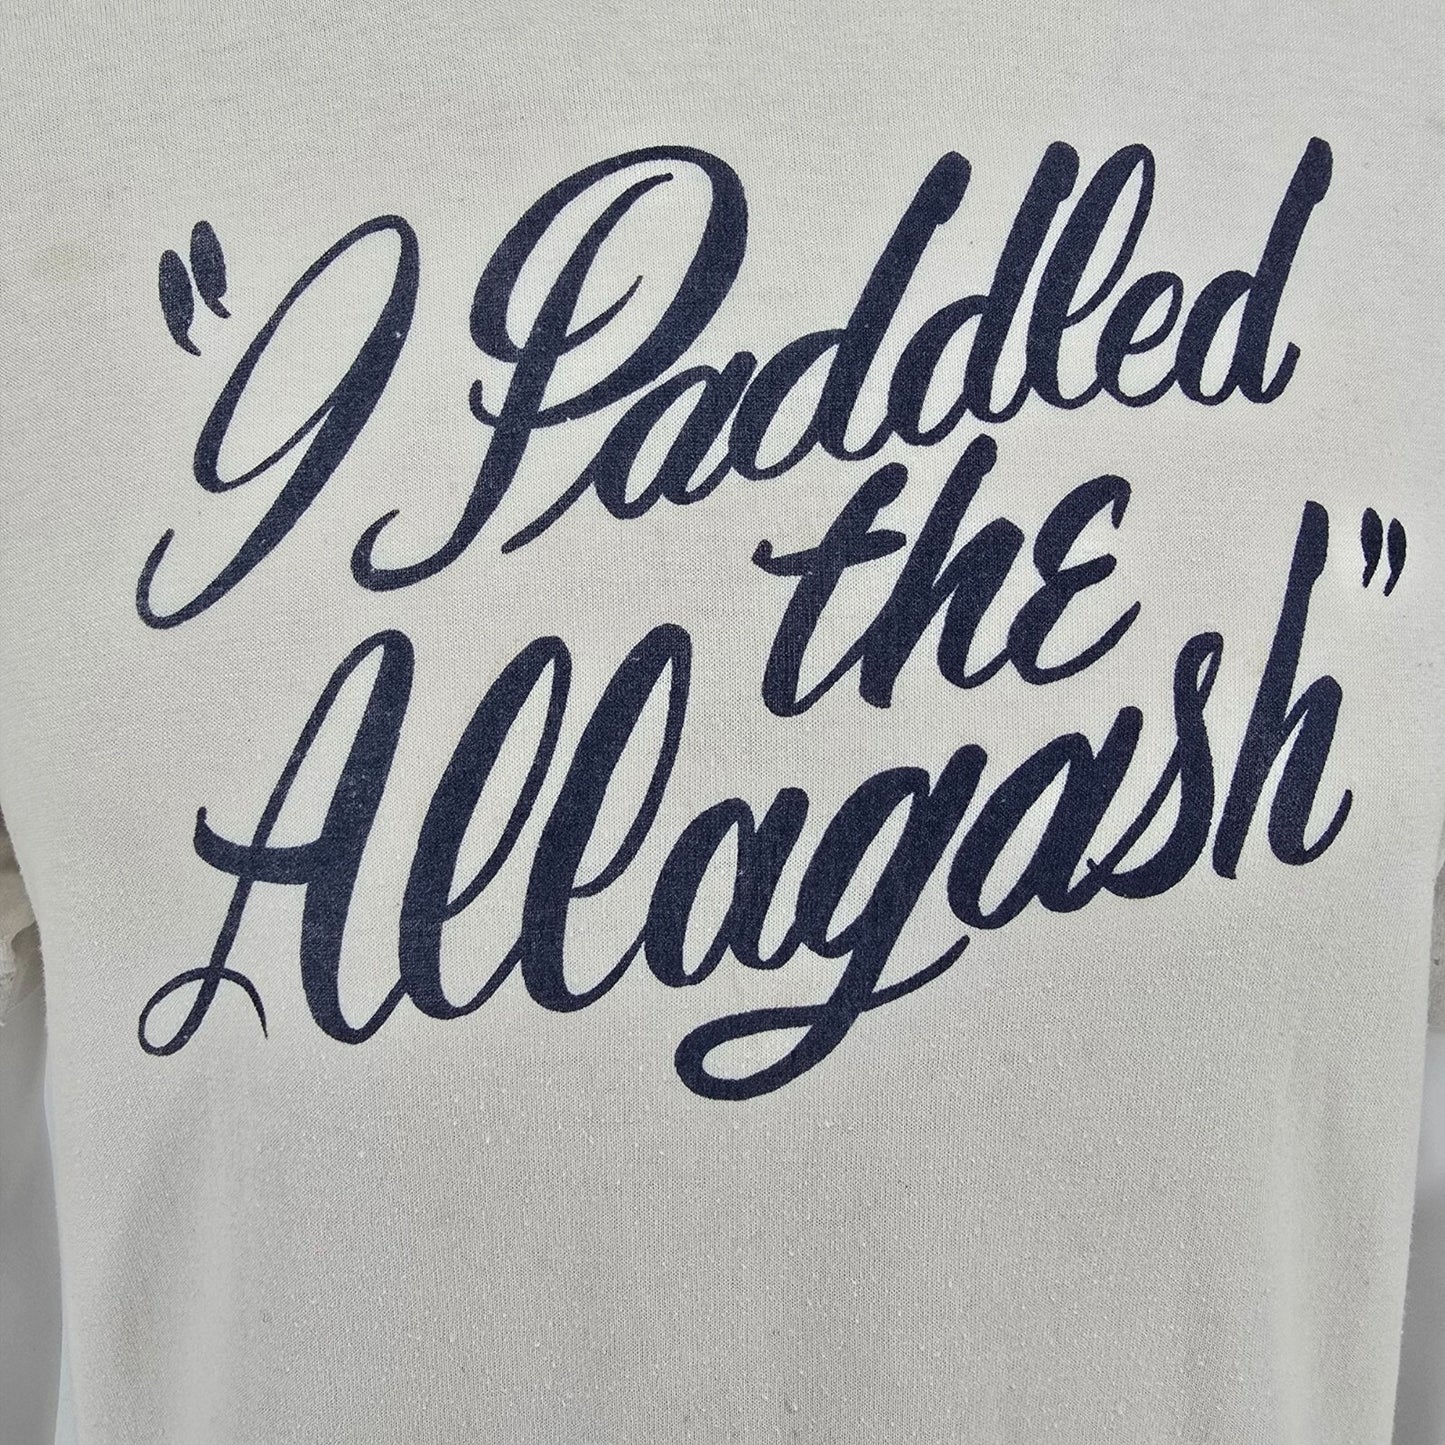 "I Paddled
the
Allagash"